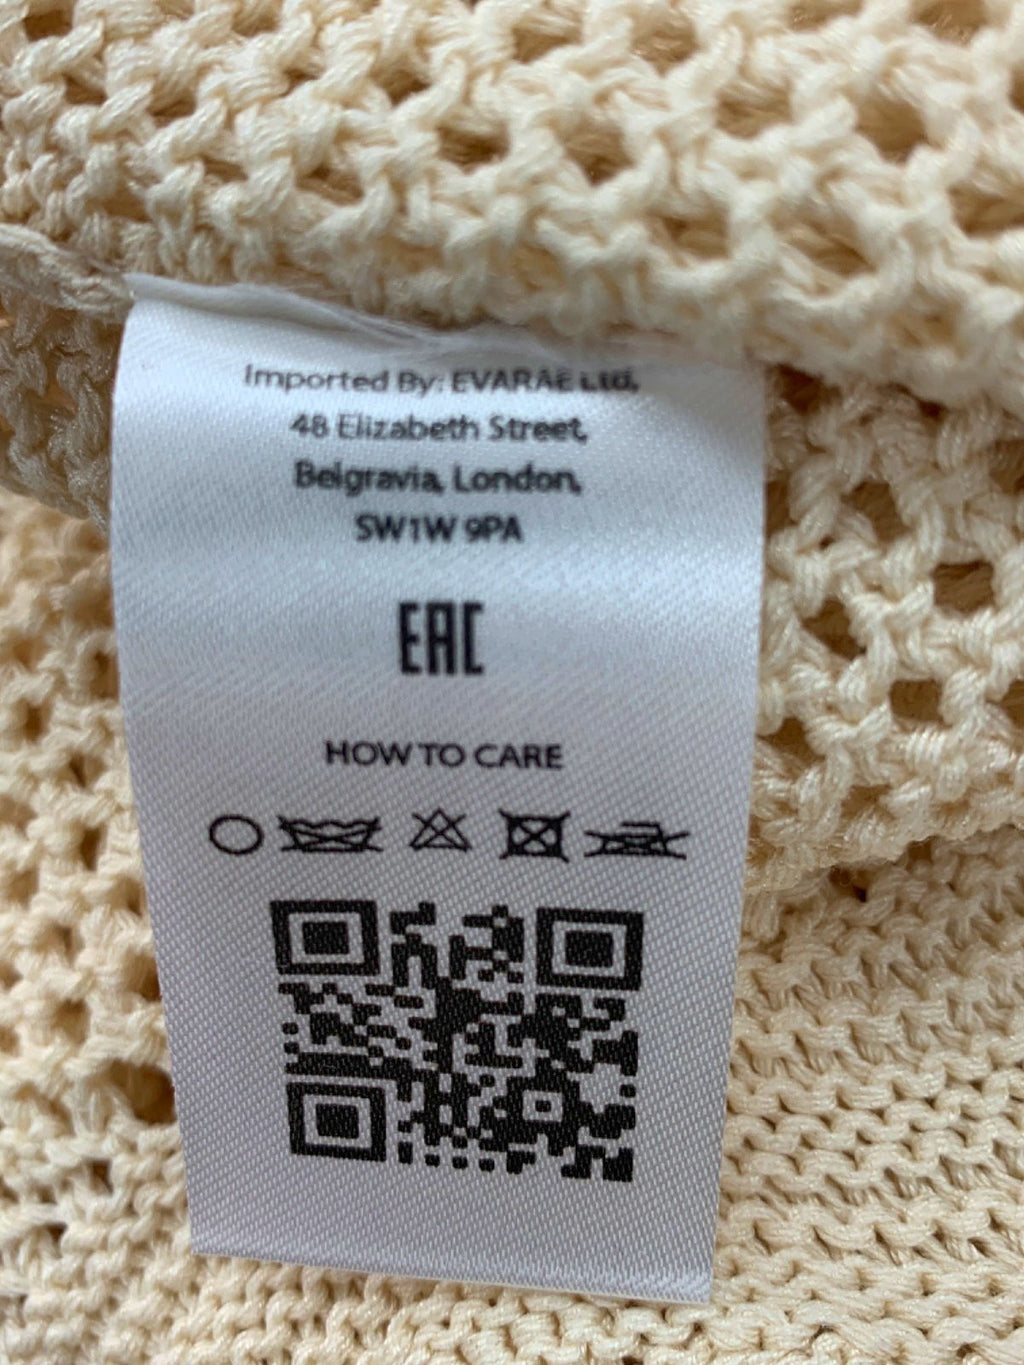 Imported By: EVARAE Ltd,
48 Elizabeth Street,
Belgravia, London,
SW1W 9PA
EAC
HOW TO CARE